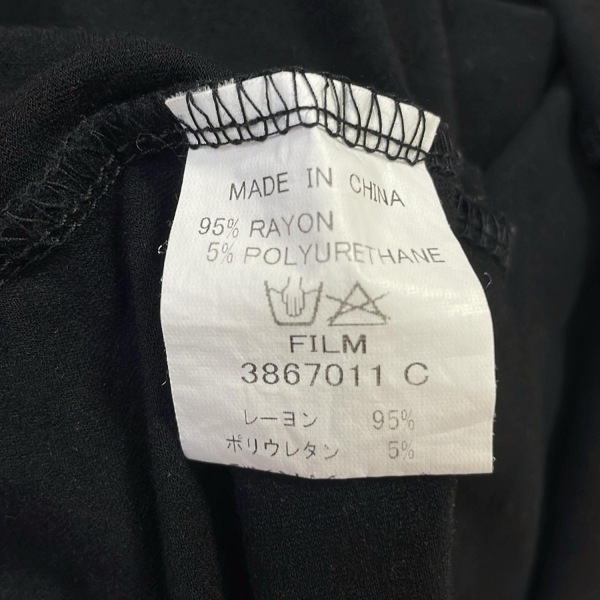 MADE IN CHINA
95% RAYON
5% POLYURETHANE
FILM
3867011 C
レーヨン 95%
ポリウレタン 5%